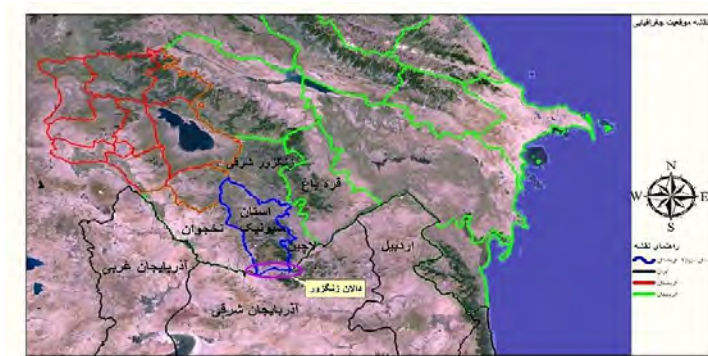 نقشه موقعیت جغرافیایی
زنگزور شرقی
قره باغ
استان
سیونیک
نخجوان
لاچین
اردبیل
آذربایجان غربی
دالان زنگزور
آذربایجان شرقی
N
W E
S
راهنمای نقشه
ایران
ارمنستان
آذربایجان